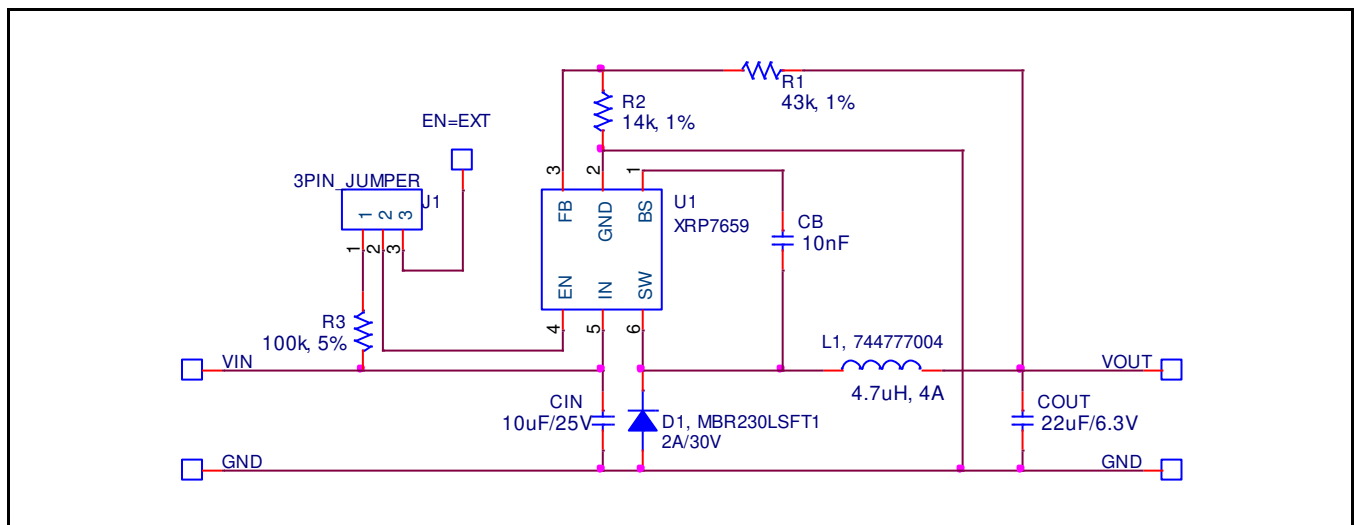 R1
43k, 1%
R2
14k, 1%
EN=EXT
3 2 1
3PIN_JUMPER
J1
1 2 3
FB GND BS
U1
XRP7659
CB
10nF
1 2 3
EN IN SW
R3
100k, 5%
4 5 6
L1, 744777004
VIN
VOUT
4.7uH, 4A
CIN
10uF/25V
D1, MBR230LSFT1
2A/30V
COUT
22uF/6.3V
GND
GND